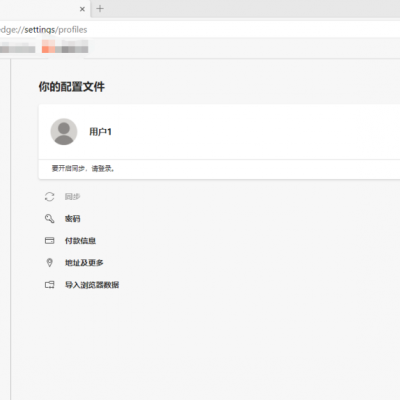 edge://settings/profiles
你的配置文件
用户1
要开启同步，请登录。
同步
密码
付款信息
地址及更多
导入浏览器数据